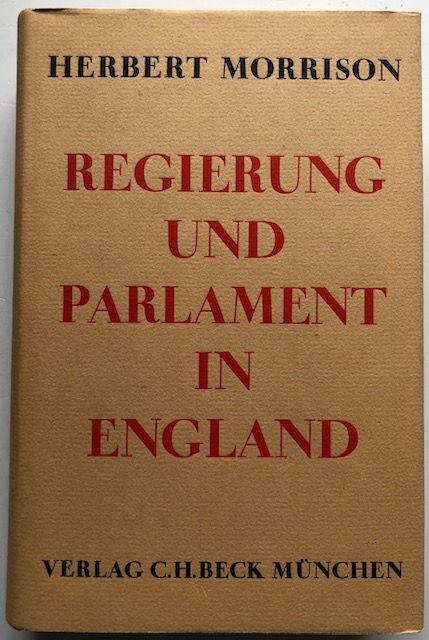 HERBERT MORRISON
REGIERUNG
UND
PARLAMENT
IN
ENGLAND
VERLAG C.H.BECK MÜNCHEN